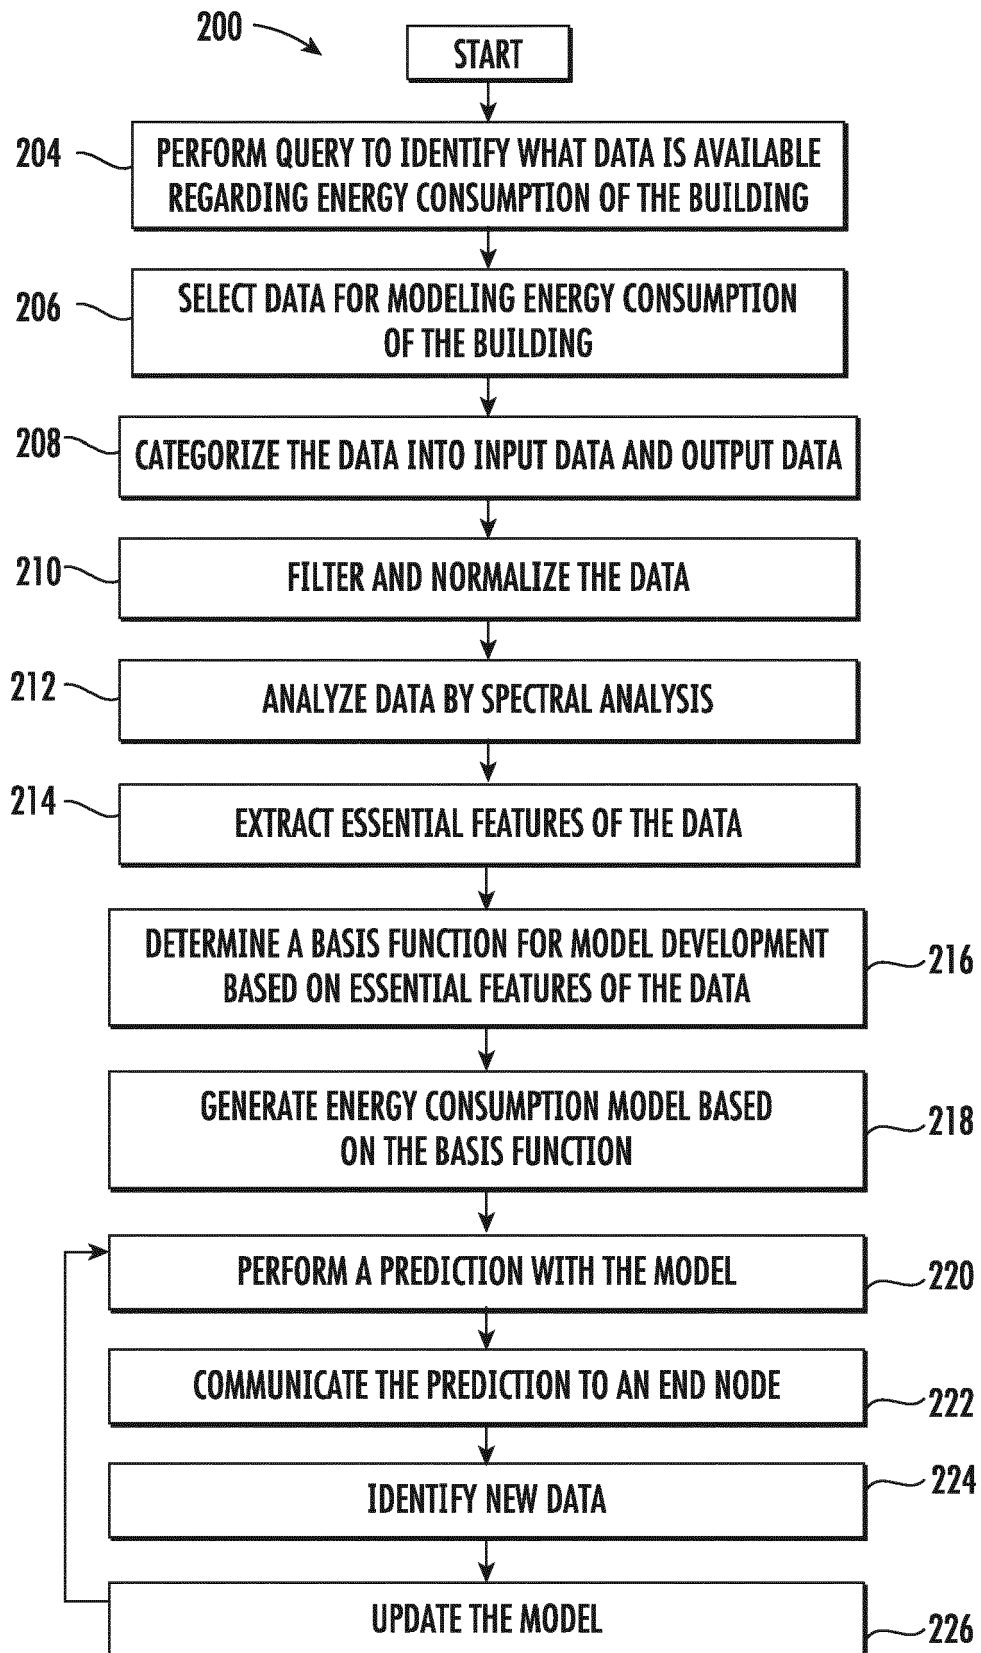 200
START
204
PERFORM QUERY TO IDENTIFY WHAT DATA IS AVAILABLE
REGARDING ENERGY CONSUMPTION OF THE BUILDING
206
SELECT DATA FOR MODELING ENERGY CONSUMPTION
OF THE BUILDING
208
CATEGORIZE THE DATA INTO INPUT DATA AND OUTPUT DATA
210
FILTER AND NORMALIZE THE DATA
212
ANALYZE DATA BY SPECTRAL ANALYSIS
214
EXTRACT ESSENTIAL FEATURES OF THE DATA
DETERMINE A BASIS FUNCTION FOR MODEL DEVELOPMENT
BASED ON ESSENTIAL FEATURES OF THE DATA
216
GENERATE ENERGY CONSUMPTION MODEL BASED
ON THE BASIS FUNCTION
218
PERFORM A PREDICTION WITH THE MODEL
220
COMMUNICATE THE PREDICTION TO AN END NODE
222
IDENTIFY NEW DATA
224
UPDATE THE MODEL
226